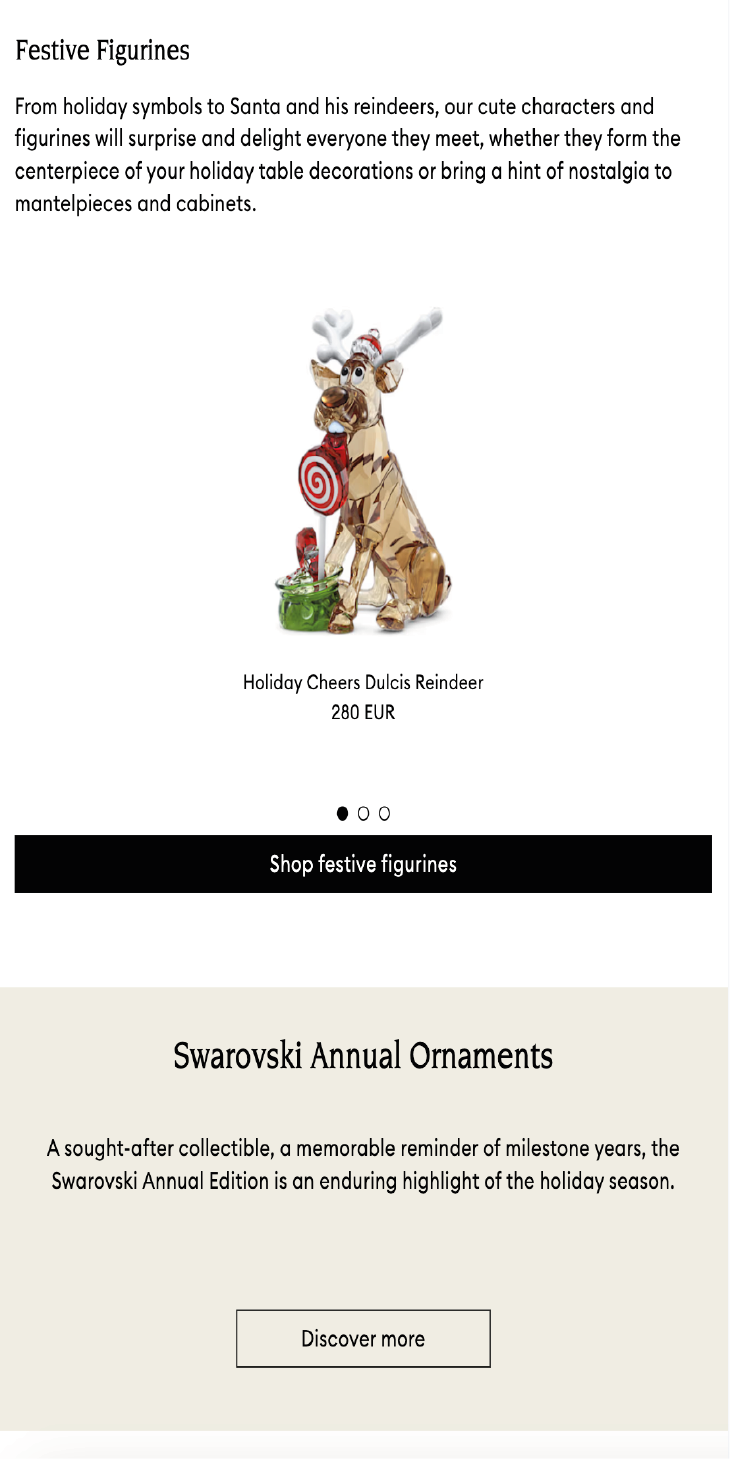 Festive Figurines
From holiday symbols to Santa and his reindeers, our cute characters and
figurines will surprise and delight everyone they meet, whether they form the
centerpiece of your holiday table decorations or bring a hint of nostalgia to
mantelpieces and cabinets.
Holiday Cheers Dulcis Reindeer
280 EUR
Shop festive figurines
Swarovski Annual Ornaments
A sought-after collectible, a memorable reminder of milestone years, the
Swarovski Annual Edition is an enduring highlight of the holiday season.
Discover more